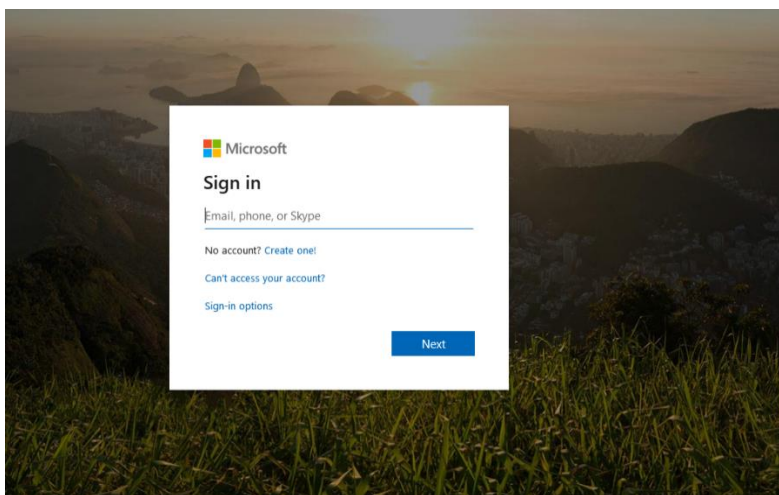 Microsoft
Sign in
Email, phone, or Skype
No account? Create one!
Can't access your account?
Sign-in options
Next